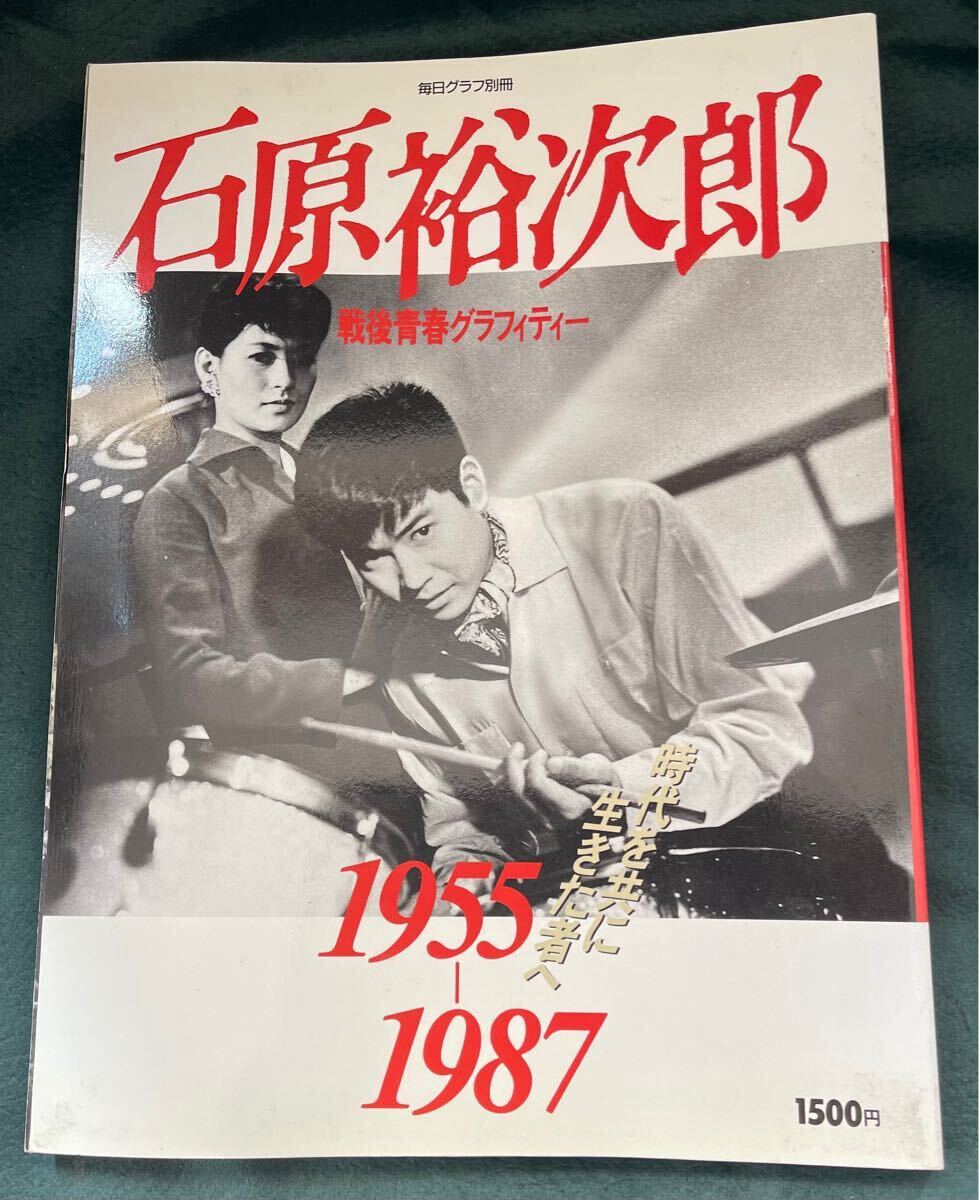 毎日グラフ別冊
石原裕次郎
戦後青春グラフィティー
時代を共に
生きた者へ
1955
1987
1500円